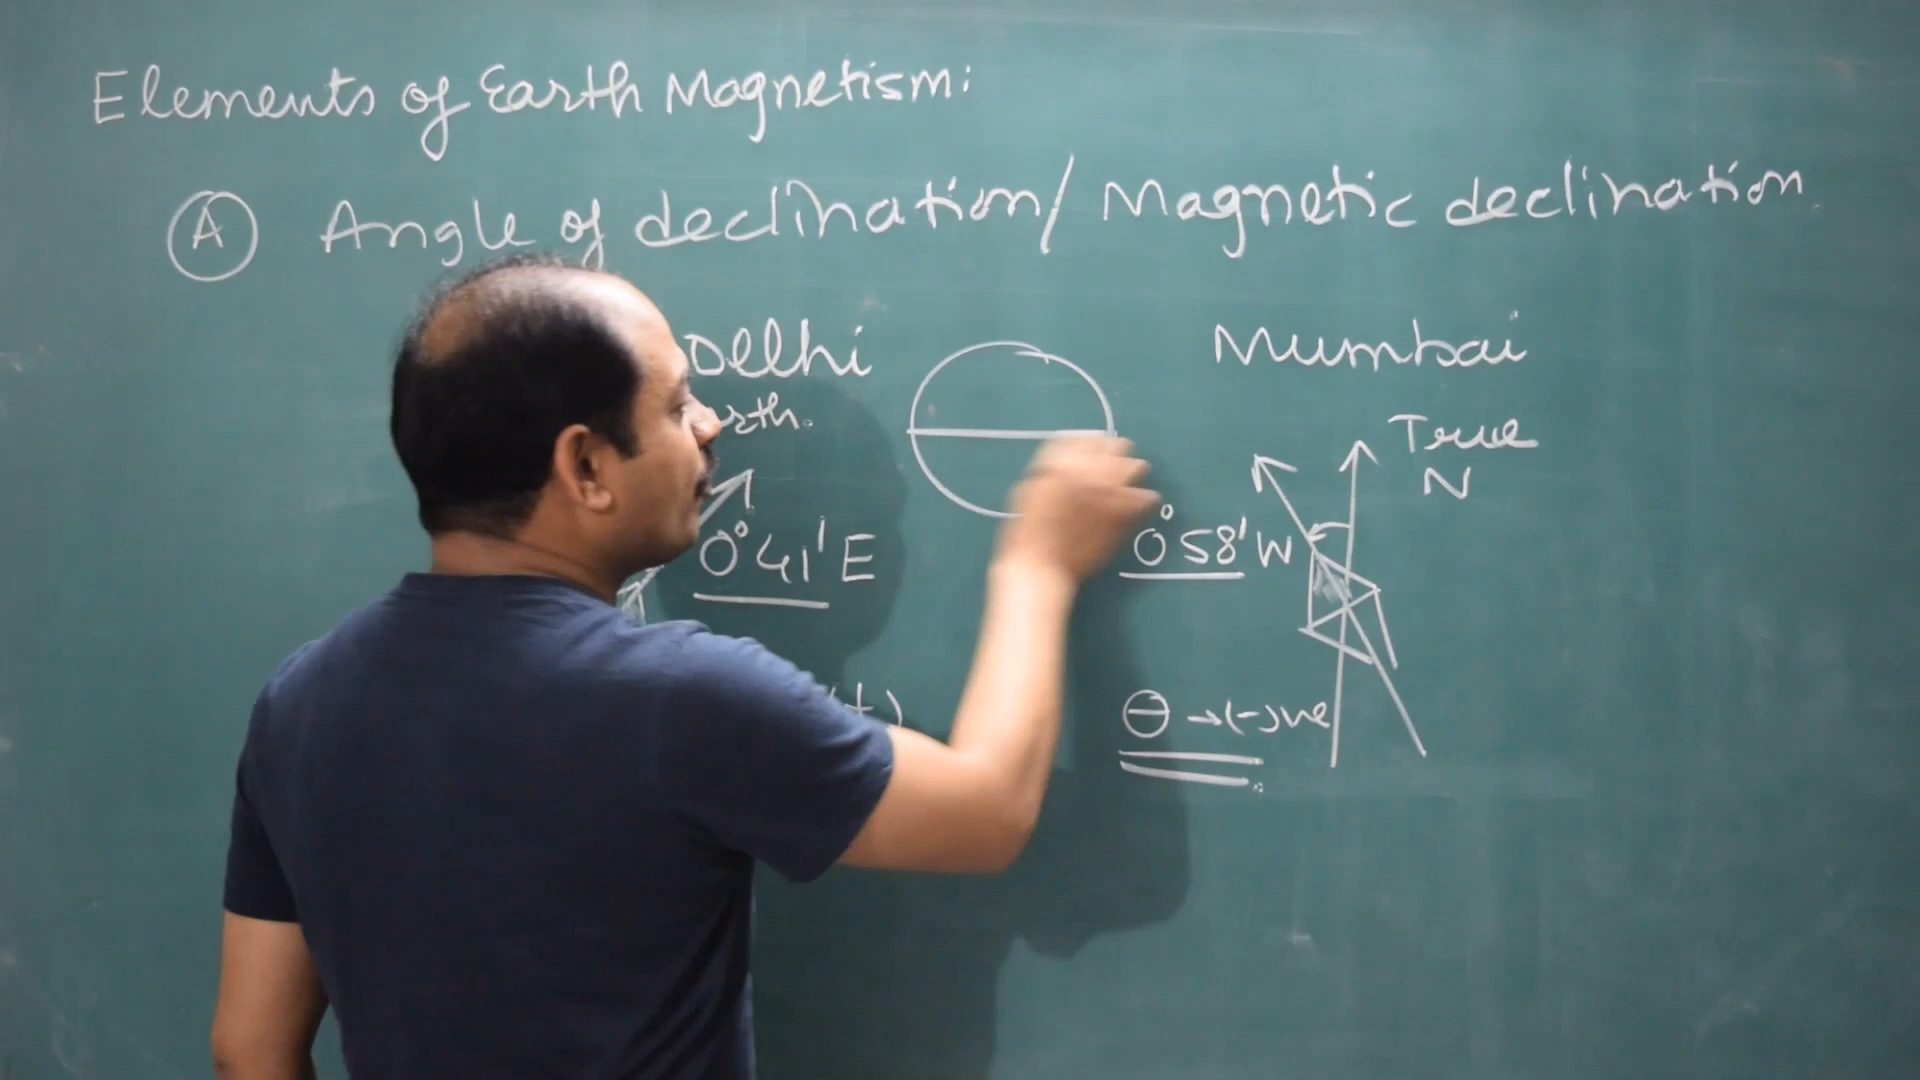 Elements of Earth Magnetism:
A Angle of declination/ Magnetic declination
Delhi
Mumbai
True
N
0°41'E
0°58'W
(+)
θ → (-)ve